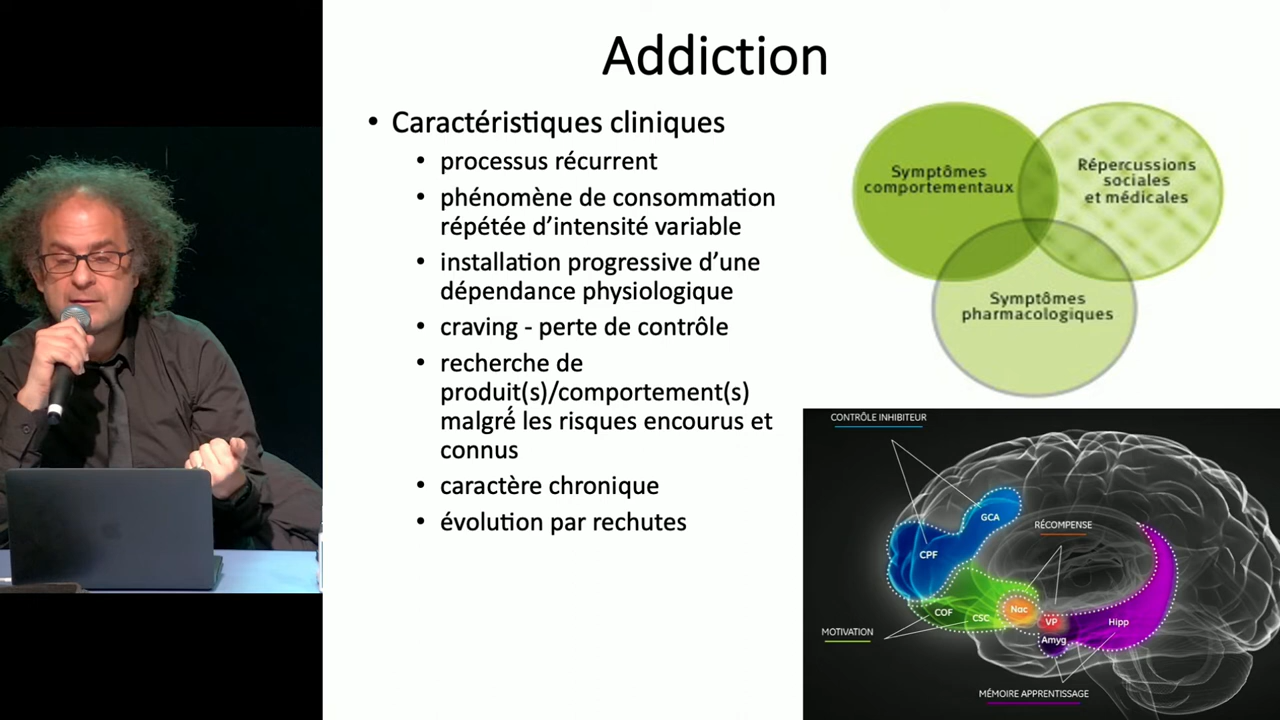 Addiction
• Caractéristiques cliniques
• processus récurrent
• phénomène de consommation
répétée d’intensité variable
• installation progressive d’une
dépendance physiologique
• craving - perte de contrôle
• recherche de
produit(s)/comportement(s)
malgré les risques encourus et
connus
• caractère chronique
• évolution par rechutes
Symptômes
comportementaux
Répercussions
sociales
et médicales
Symptômes
pharmacologiques
CONTRÔLE INHIBITEUR
GCA
RÉCOMPENSE
CPF
COF
CSC
Nac
VP
Hipp
Amyg
MOTIVATION
MÉMOIRE APPRENTISSAGE